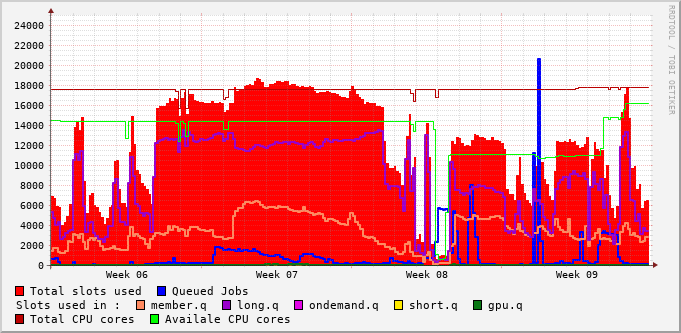 24000
22000
20000
18000
16000
14000
12000
10000
8000
6000
4000
2000
0
Week 06 Week 07 Week 08 Week 09
RRDTOOL / TOBI OETIKER
Total slots used Queued Jobs
Slots used in : member.q long.q ondemand.q short.q gpu.q
Total CPU cores Availale CPU cores